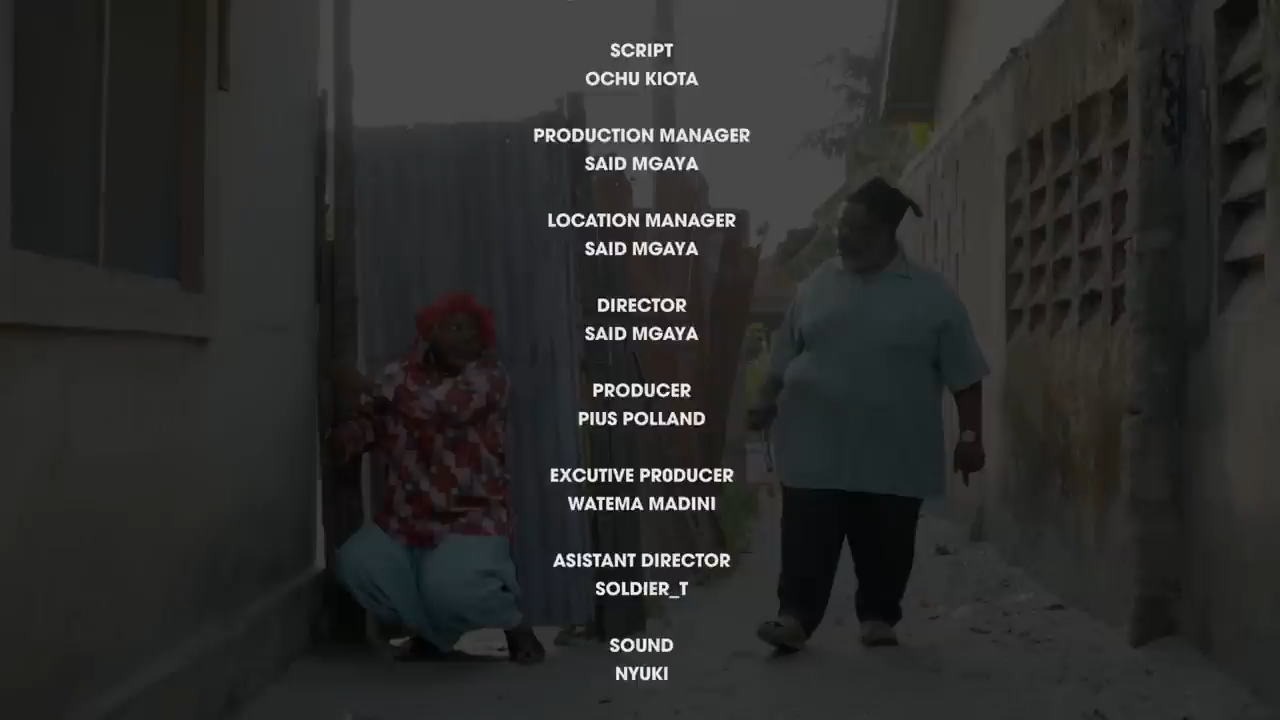 SCRIPT
OCHU KIOTA
PRODUCTION MANAGER
SAID MGAYA
LOCATION MANAGER
SAID MGAYA
DIRECTOR
SAID MGAYA
PRODUCER
PIUS POLLAND
EXCUTIVE PR0DUCER
WATEMA MADINI
ASISTANT DIRECTOR
SOLDIER_T
SOUND
NYUKI